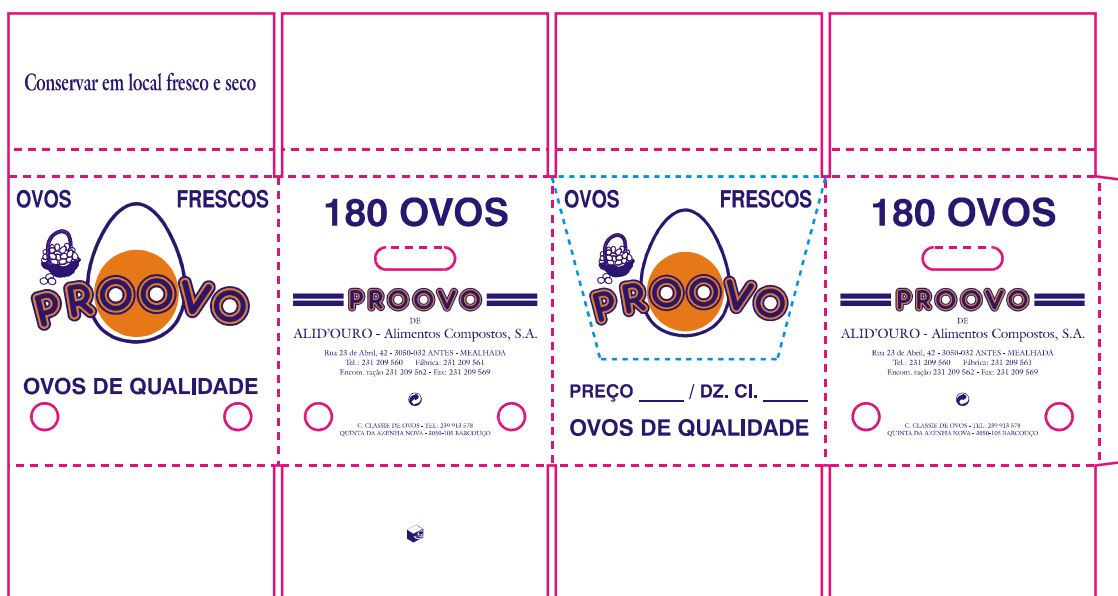 Conservar em local fresco e seco
OVOS FRESCOS
PROOVO
OVOS DE QUALIDADE
180 OVOS
PROOVO
DE
ALID'OURO - Alimentos Compostos, S.A.
Rua 23 de Abril, 42 - 3050-032 ANTES - MEALHADA
Tel.: 231 209 560 Fábrica: 231 209 561
Encom. ração 231 209 562 - Fax: 231 209 569
C. CLASSIF. DE OVOS - TEL: 239 913 578
QUINTA DA AZENHA NOVA - 3050-105 BARCOUÇO
OVOS FRESCOS
PROOVO
PREÇO _____ / DZ. Cl. _____
OVOS DE QUALIDADE
180 OVOS
PROOVO
DE
ALID'OURO - Alimentos Compostos, S.A.
Rua 23 de Abril, 42 - 3050-032 ANTES - MEALHADA
Tel.: 231 209 560 Fábrica: 231 209 561
Encom. ração 231 209 562 - Fax: 231 209 569
C. CLASSIF. DE OVOS - TEL: 239 913 578
QUINTA DA AZENHA NOVA - 3050-105 BARCOUÇO